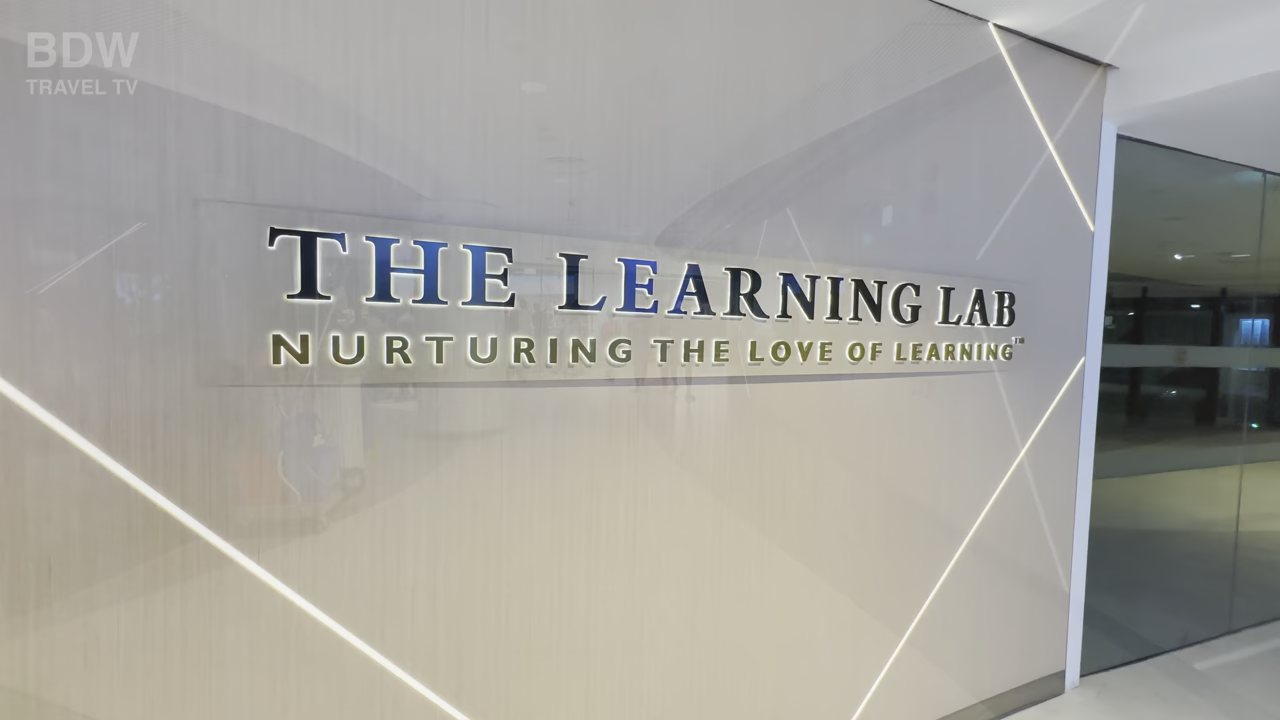 BDW
TRAVEL TV
THE LEARNING LAB
NURTURING THE LOVE OF LEARNING™